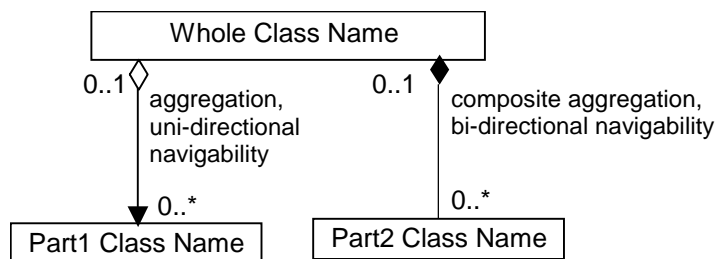 Whole Class Name
0..1
0..1
aggregation,
uni-directional
navigability
composite aggregation,
bi-directional navigability
0..*
0..*
Part1 Class Name
Part2 Class Name